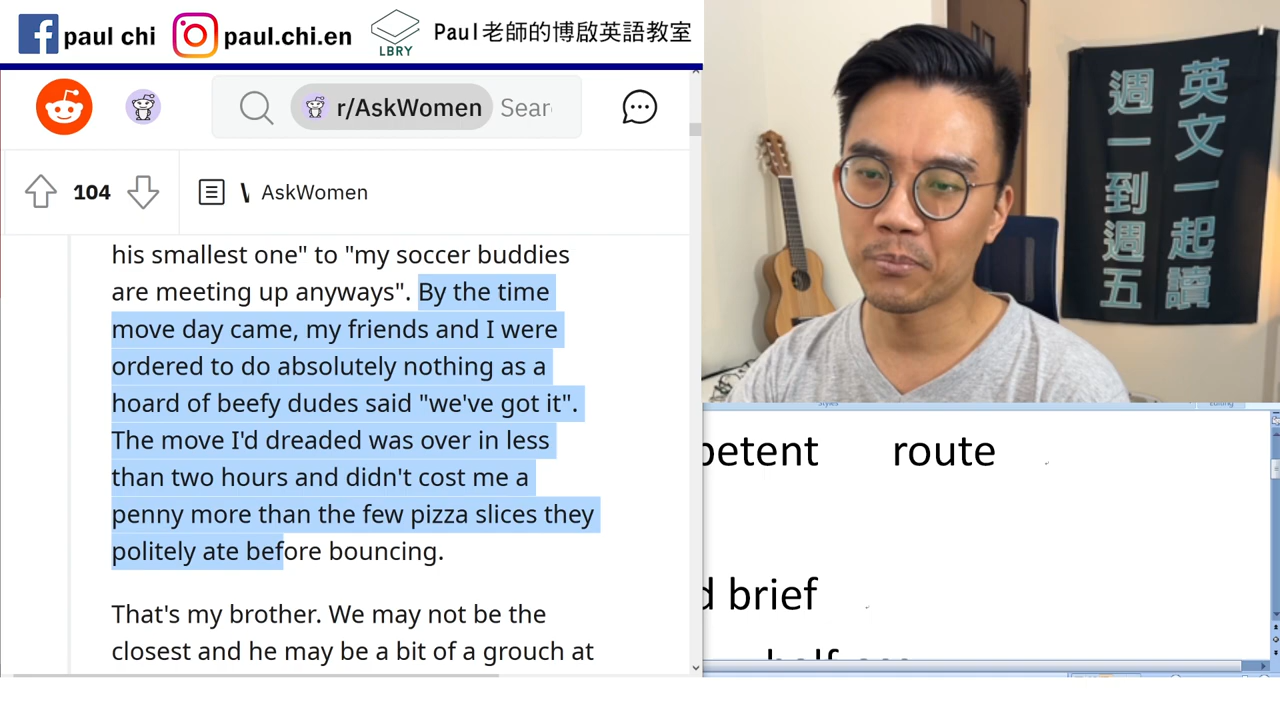 paul chi
paul.chi.en
LBRY
Paul老師的博啟英語教室
r/AskWomen
Sear
104
AskWomen
his smallest one" to "my soccer buddies
are meeting up anyways". By the time
move day came, my friends and I were
ordered to do absolutely nothing as a
hoard of beefy dudes said "we've got it".
The move I'd dreaded was over in less
than two hours and didn't cost me a
penny more than the few pizza slices they
politely ate before bouncing.
That's my brother. We may not be the
closest and he may be a bit of a grouch at
英文一起讀
週一到週五
petent route
d brief